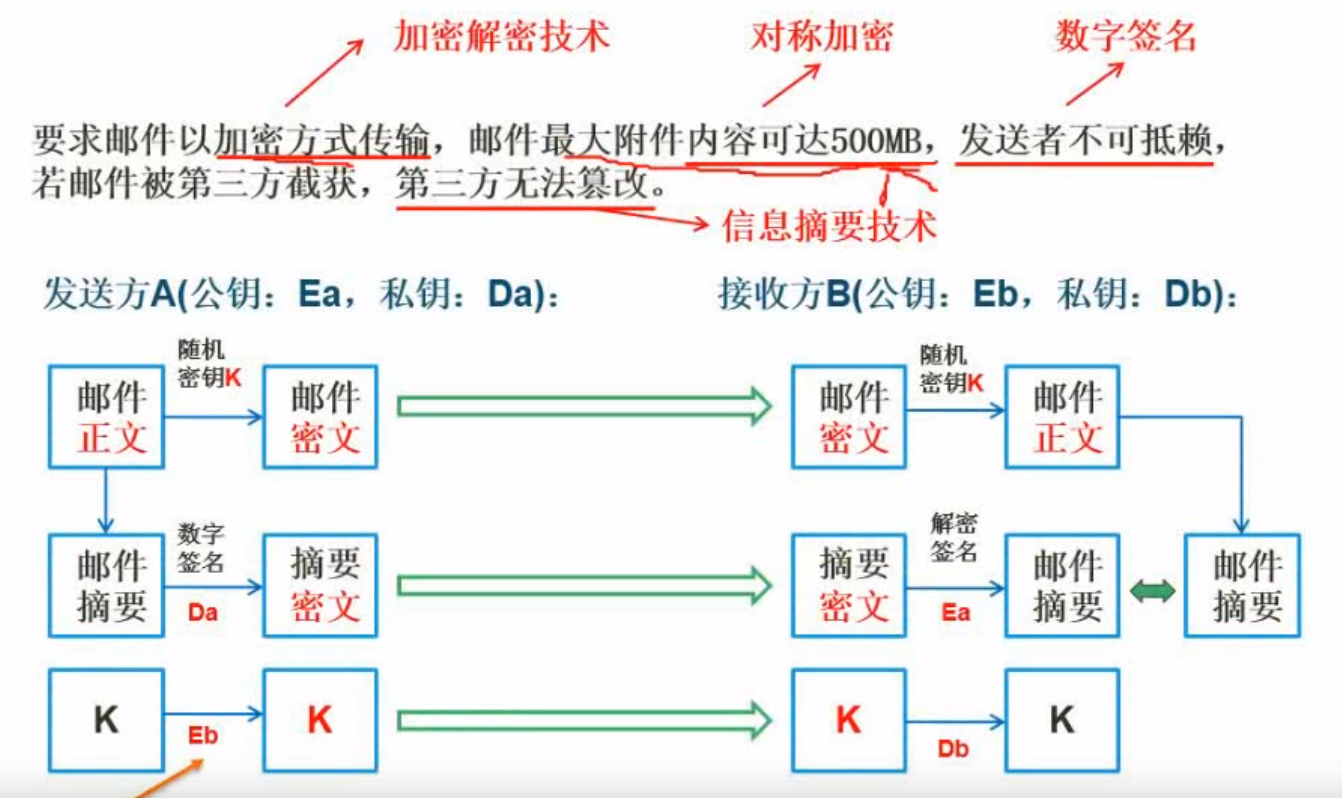 加密解密技术
对称加密
数字签名
要求邮件以加密方式传输，邮件最大附件内容可达500MB，发送者不可抵赖，
若邮件被第三方截获，第三方无法篡改。
信息摘要技术
发送方A(公钥：Ea，私钥：Da)：
接收方B(公钥：Eb，私钥：Db)：
邮件
正文
随机
密钥K
邮件
密文
邮件
密文
随机
密钥K
邮件
正文
邮件
摘要
数字
签名
Da
摘要
密文
摘要
密文
解密
签名
Ea
邮件
摘要
邮件
摘要
K
Eb
K
K
Db
K